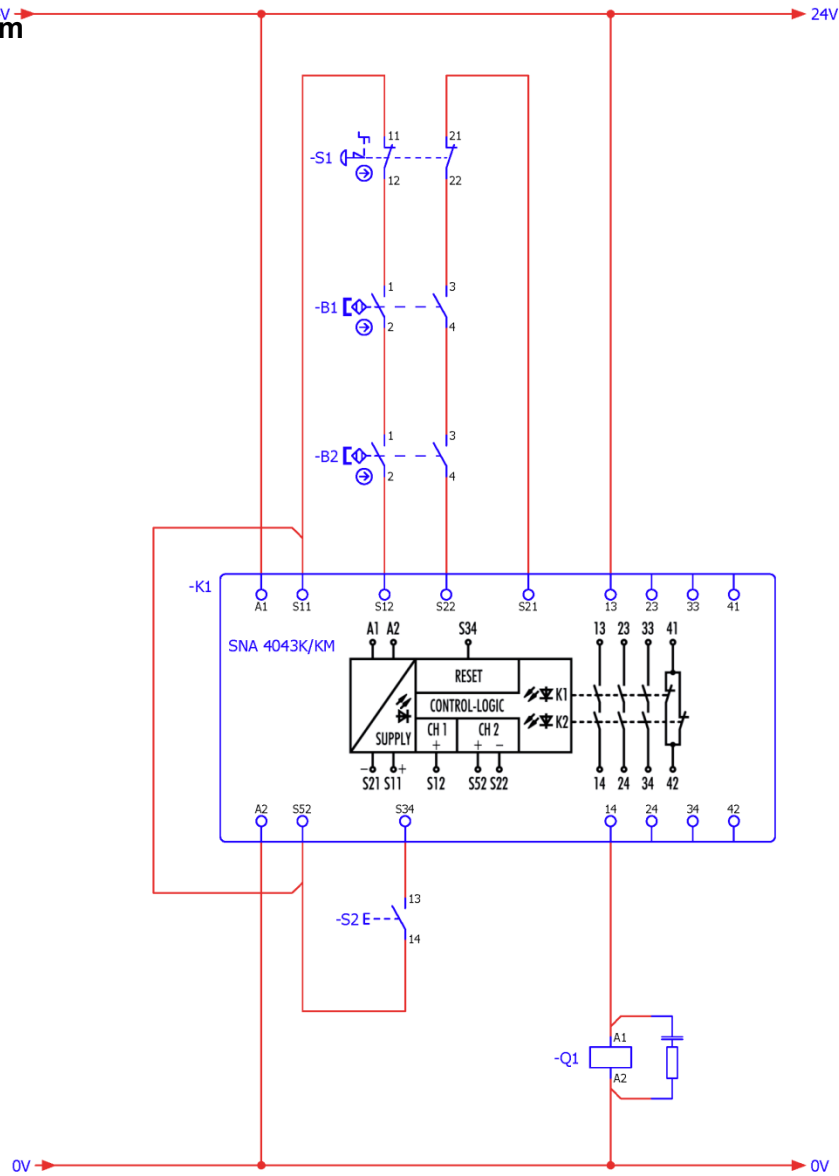 V
24V
m
11
21
-S1
12
22
1
3
-B1
2
4
1
3
-B2
2
4
-K1
A1
S11
S12
S22
S21
13
23
33
41
SNA 4043K/KM
A1 A2
S34
13 23 33 41
RESET
K1
CONTROL-LOGIC
CH 1
CH 2
K2
SUPPLY
+
+ −
− +
S21 S11
S12
S52 S22
14 24 34 42
A2
S52
S34
14
24
34
42
13
-S2 E
14
A1
-Q1
A2
0V
0V